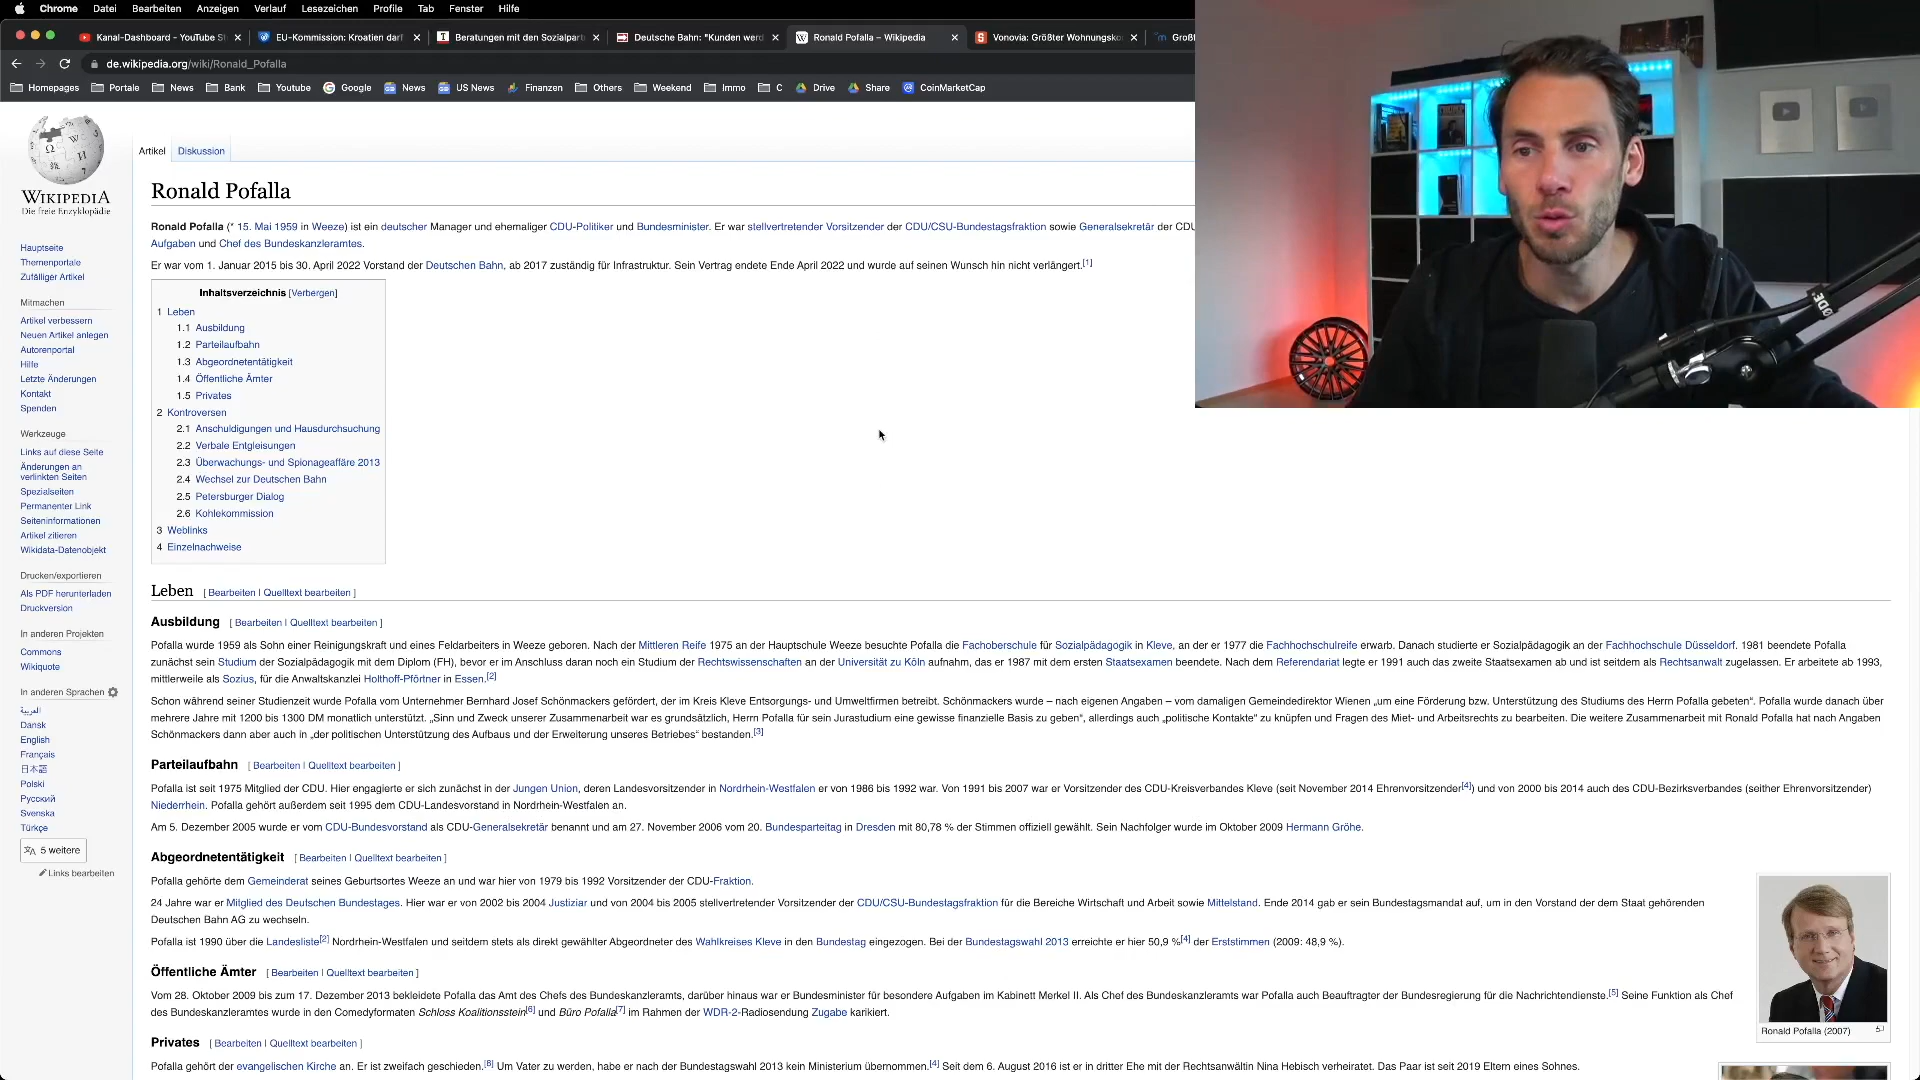 Chrome Datei Bearbeiten Anzeigen Verlauf Lesezeichen Profile Tab Fenster Hilfe
Kanal-Dashboard - YouTube St
EU-Kommission: Kroatien darf
Beratungen mit den Sozialpart
Deutsche Bahn: "Kunden werd
Ronald Pofalla – Wikipedia
Vonovia: Größter Wohnungsko
Groß
de.wikipedia.org/wiki/Ronald_Pofalla
Homepages Portale News Bank Youtube Google News US News Finanzen Others Weekend Immo C Drive Share CoinMarketCap
WIKIPEDIA
Die freie Enzyklopädie
Hauptseite
Themenportale
Zufälliger Artikel
Mitmachen
Artikel verbessern
Neuen Artikel anlegen
Autorenportal
Hilfe
Letzte Änderungen
Kontakt
Spenden
Werkzeuge
Links auf diese Seite
Änderungen an
verlinkten Seiten
Spezialseiten
Permanenter Link
Seiteninformationen
Artikel zitieren
Wikidata-Datenobjekt
Drucken/exportieren
Als PDF herunterladen
Druckversion
In anderen Projekten
Commons
Wikiquote
In anderen Sprachen
العربية
Dansk
English
Français
日本語
Polski
Русский
Svenska
Türkçe
5 weitere
Links bearbeiten
Artikel Diskussion
Ronald Pofalla
Ronald Pofalla (* 15. Mai 1959 in Weeze) ist ein deutscher Manager und ehemaliger CDU-Politiker und Bundesminister. Er war stellvertretender Vorsitzender der CDU/CSU-Bundestagsfraktion sowie Generalsekretär der CDU
Aufgaben und Chef des Bundeskanzleramtes.
Er war vom 1. Januar 2015 bis 30. April 2022 Vorstand der Deutschen Bahn, ab 2017 zuständig für Infrastruktur. Sein Vertrag endete Ende April 2022 und wurde auf seinen Wunsch hin nicht verlängert.[1]
Inhaltsverzeichnis [Verbergen]
1 Leben
1.1 Ausbildung
1.2 Parteilaufbahn
1.3 Abgeordnetentätigkeit
1.4 Öffentliche Ämter
1.5 Privates
2 Kontroversen
2.1 Anschuldigungen und Hausdurchsuchung
2.2 Verbale Entgleisungen
2.3 Überwachungs- und Spionageaffäre 2013
2.4 Wechsel zur Deutschen Bahn
2.5 Petersburger Dialog
2.6 Kohlekommission
3 Weblinks
4 Einzelnachweise
Leben [ Bearbeiten | Quelltext bearbeiten ]
Ausbildung [ Bearbeiten | Quelltext bearbeiten ]
Pofalla wurde 1959 als Sohn einer Reinigungskraft und eines Feldarbeiters in Weeze geboren. Nach der Mittleren Reife 1975 an der Hauptschule Weeze besuchte Pofalla die Fachoberschule für Sozialpädagogik in Kleve, an der er 1977 die Fachhochschulreife erwarb. Danach studierte er Sozialpädagogik an der Fachhochschule Düsseldorf. 1981 beendete Pofalla
zunächst sein Studium der Sozialpädagogik mit dem Diplom (FH), bevor er im Anschluss daran noch ein Studium der Rechtswissenschaften an der Universität zu Köln aufnahm, das er 1987 mit dem ersten Staatsexamen beendete. Nach dem Referendariat legte er 1991 auch das zweite Staatsexamen ab und ist seitdem als Rechtsanwalt zugelassen. Er arbeitete ab 1993,
mittlerweile als Sozius, für die Anwaltskanzlei Holthoff-Pförtner in Essen.[2]
Schon während seiner Studienzeit wurde Pofalla vom Unternehmer Bernhard Josef Schönmackers gefördert, der im Kreis Kleve Entsorgungs- und Umweltfirmen betreibt. Schönmackers wurde – nach eigenen Angaben – vom damaligen Gemeindedirektor Wienen „um eine Förderung bzw. Unterstützung des Studiums des Herrn Pofalla gebeten“. Pofalla wurde danach über
mehrere Jahre mit 1200 bis 1300 DM monatlich unterstützt. „Sinn und Zweck unserer Zusammenarbeit war es grundsätzlich, Herrn Pofalla für sein Jurastudium eine gewisse finanzielle Basis zu geben“, allerdings auch „politische Kontakte“ zu knüpfen und Fragen des Miet- und Arbeitsrechts zu bearbeiten. Die weitere Zusammenarbeit mit Ronald Pofalla hat nach Angaben
Schönmackers dann aber auch in „der politischen Unterstützung des Aufbaus und der Erweiterung unseres Betriebes“ bestanden.[3]
Parteilaufbahn [ Bearbeiten | Quelltext bearbeiten ]
Pofalla ist seit 1975 Mitglied der CDU. Hier engagierte er sich zunächst in der Jungen Union, deren Landesvorsitzender in Nordrhein-Westfalen er von 1986 bis 1992 war. Von 1991 bis 2007 war er Vorsitzender des CDU-Kreisverbandes Kleve (seit November 2014 Ehrenvorsitzender[4]) und von 2000 bis 2014 auch des CDU-Bezirksverbandes (seither Ehrenvorsitzender)
Niederrhein. Pofalla gehört außerdem seit 1995 dem CDU-Landesvorstand in Nordrhein-Westfalen an.
Am 5. Dezember 2005 wurde er vom CDU-Bundesvorstand als CDU-Generalsekretär benannt und am 27. November 2006 vom 20. Bundesparteitag in Dresden mit 80,78 % der Stimmen offiziell gewählt. Sein Nachfolger wurde im Oktober 2009 Hermann Gröhe.
Abgeordnetentätigkeit [ Bearbeiten | Quelltext bearbeiten ]
Pofalla gehörte dem Gemeinderat seines Geburtsortes Weeze an und war hier von 1979 bis 1992 Vorsitzender der CDU-Fraktion.
24 Jahre war er Mitglied des Deutschen Bundestages. Hier war er von 2002 bis 2004 Justiziar und von 2004 bis 2005 stellvertretender Vorsitzender der CDU/CSU-Bundestagsfraktion für die Bereiche Wirtschaft und Arbeit sowie Mittelstand. Ende 2014 gab er sein Bundestagsmandat auf, um in den Vorstand der dem Staat gehörenden
Deutschen Bahn AG zu wechseln.
Pofalla ist 1990 über die Landesliste[2] Nordrhein-Westfalen und seitdem stets als direkt gewählter Abgeordneter des Wahlkreises Kleve in den Bundestag eingezogen. Bei der Bundestagswahl 2013 erreichte er hier 50,9 %[4] der Erststimmen (2009: 48,9 %).
Öffentliche Ämter [ Bearbeiten | Quelltext bearbeiten ]
Vom 28. Oktober 2009 bis zum 17. Dezember 2013 bekleidete Pofalla das Amt des Chefs des Bundeskanzleramts, darüber hinaus war er Bundesminister für besondere Aufgaben im Kabinett Merkel II. Als Chef des Bundeskanzleramts war Pofalla auch Beauftragter der Bundesregierung für die Nachrichtendienste.[5] Seine Funktion als Chef
des Bundeskanzleramtes wurde in den Comedyformaten Schloss Koalitionsstein[6] und Büro Pofalla[7] im Rahmen der WDR-2-Radiosendung Zugabe karikiert.
Ronald Pofalla (2007)
Privates [ Bearbeiten | Quelltext bearbeiten ]
Pofalla gehört der evangelischen Kirche an. Er ist zweifach geschieden.[8] Um Vater zu werden, habe er nach der Bundestagswahl 2013 kein Ministerium übernommen.[4] Seit dem 6. August 2016 ist er in dritter Ehe mit der Rechtsanwältin Nina Hebisch verheiratet. Das Paar ist seit 2019 Eltern eines Sohnes.